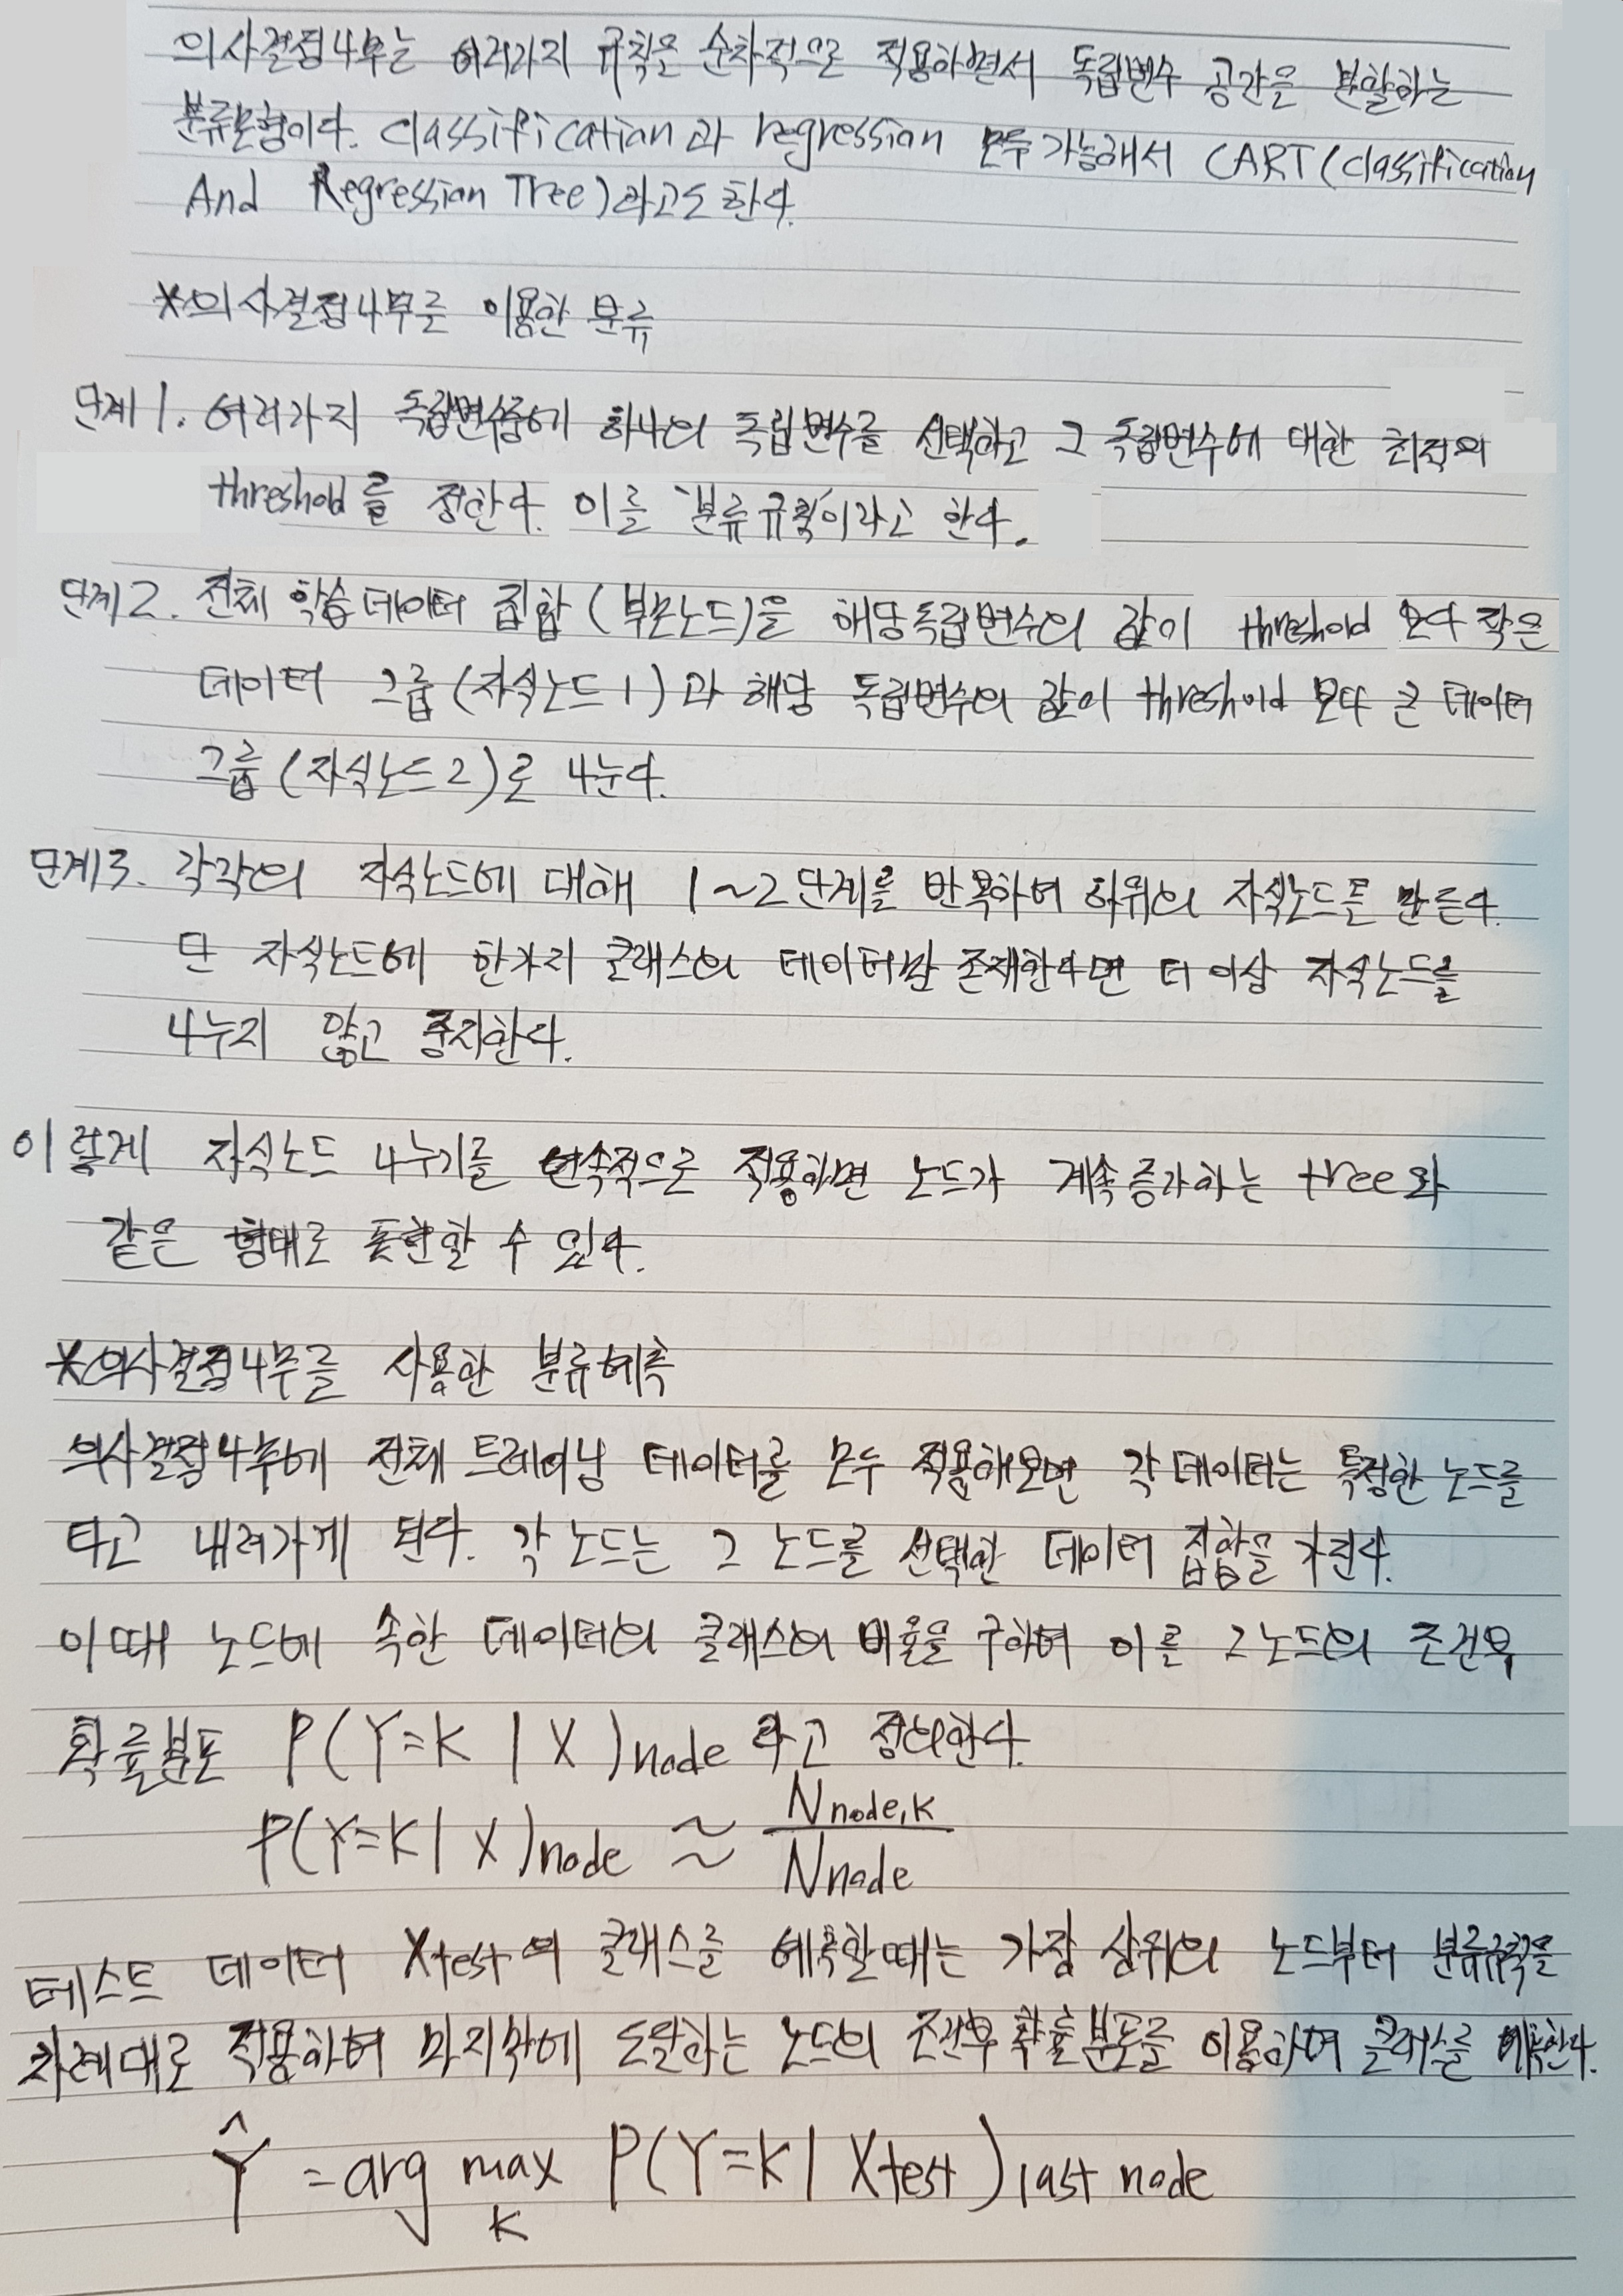 의사결정나무는 여러가지 규칙을 순차적으로 적용하면서 독립변수 공간을 분할하는
분류모형이다. classification과 regression 모두 가능해서 CART(classification
And Regression Tree)라고도 한다.
*의사결정나무를 이용한 분류
단계1. 여러가지 독립변수중에 하나의 독립변수를 선택하고 그 독립변수에 대한 최적의
threshold를 정한다. 이를 '분류규칙'이라고 한다.
단계2. 전체 학습데이터 집합(부모노드)을 해당독립변수의 값이 threshold 보다 작은
데이터 그룹(자식노드1)과 해당 독립변수의 값이 threshold 보다 큰 데이터
그룹(자식노드2)로 나눈다.
단계3. 각각의 자식노드에 대해 1~2단계를 반복하여 하위의 자식노드를 만든다.
단 자식노드에 한가지 클래스의 데이터만 존재한다면 더 이상 자식노드를
나누지 않고 중지한다.
이렇게 자식노드 나누기를 연속적으로 적용하면 노드가 계속증가하는 tree와
같은 형태로 표현할 수 있다.
*의사결정나무를 사용한 분류예측
의사결정나무에 전체 트레이닝 데이터를 모두 적용해보면 각 데이터는 특정한 노드를
타고 내려가게 된다. 각 노드는 그 노드를 선택한 데이터 집합을 가진다.
이때 노드에 속한 데이터의 클래스의 비율을 구하여 이를 그노드의 조건부
확률분포 P(Y=K | X)node 라고 정의한다.
P(Y=K | X)node ≈ Nnode,K / Nnode
테스트 데이터 Xtest의 클래스를 예측할때는 가장 상위의 노드부터 분류규칙을
차례대로 적용하여 마지막에 도달하는 노드의 조건부 확률분포를 이용하여 클래스를 예측한다.
Ŷ = arg max K P(Y=K | Xtest)last node